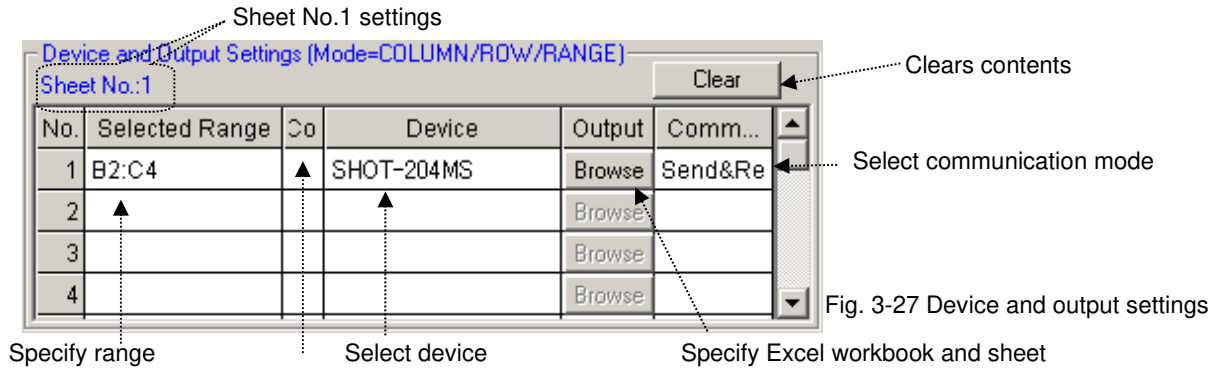 Sheet No.1 settings
Device and Output Settings (Mode=COLUMN/ROW/RANGE)
Sheet No.:1
Clear
Clears contents
No. Selected Range Co Device Output Comm...
1 B2:C4 SHOT-204MS Browse Send&Re
Select communication mode
2 Browse
3 Browse
4 Browse
Fig. 3-27 Device and output settings
Specify range Select device Specify Excel workbook and sheet